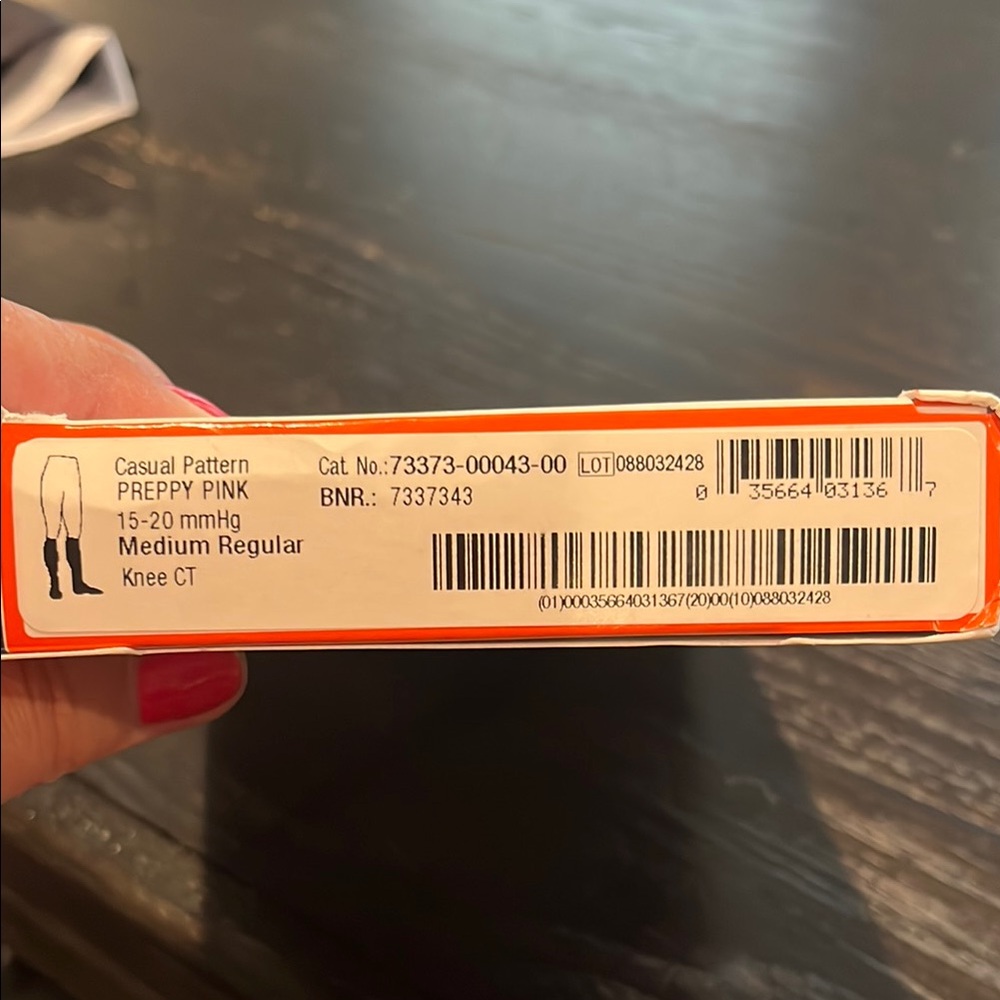 Casual Pattern
PREPPY PINK
15-20 mmHg
Medium Regular
Knee CT
Cat. No.:73373-00043-00 LOT 088032428
BNR.: 7337343
0 35664 03136 7
(01)00035664031367(20)00(10)088032428